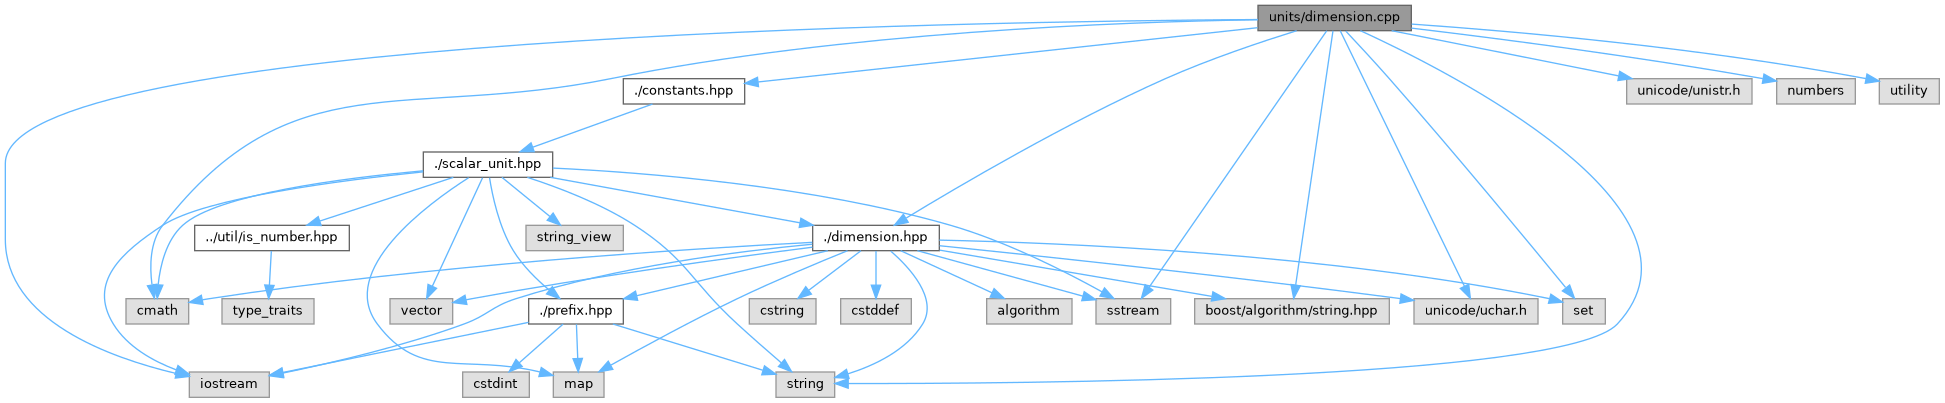 units/dimension.cpp
./constants.hpp
unicode/unistr.h
numbers
utility
./scalar_unit.hpp
../util/is_number.hpp
string_view
./dimension.hpp
cmath
type_traits
vector
./prefix.hpp
cstring
cstddef
algorithm
sstream
boost/algorithm/string.hpp
unicode/uchar.h
set
iostream
cstdint
map
string